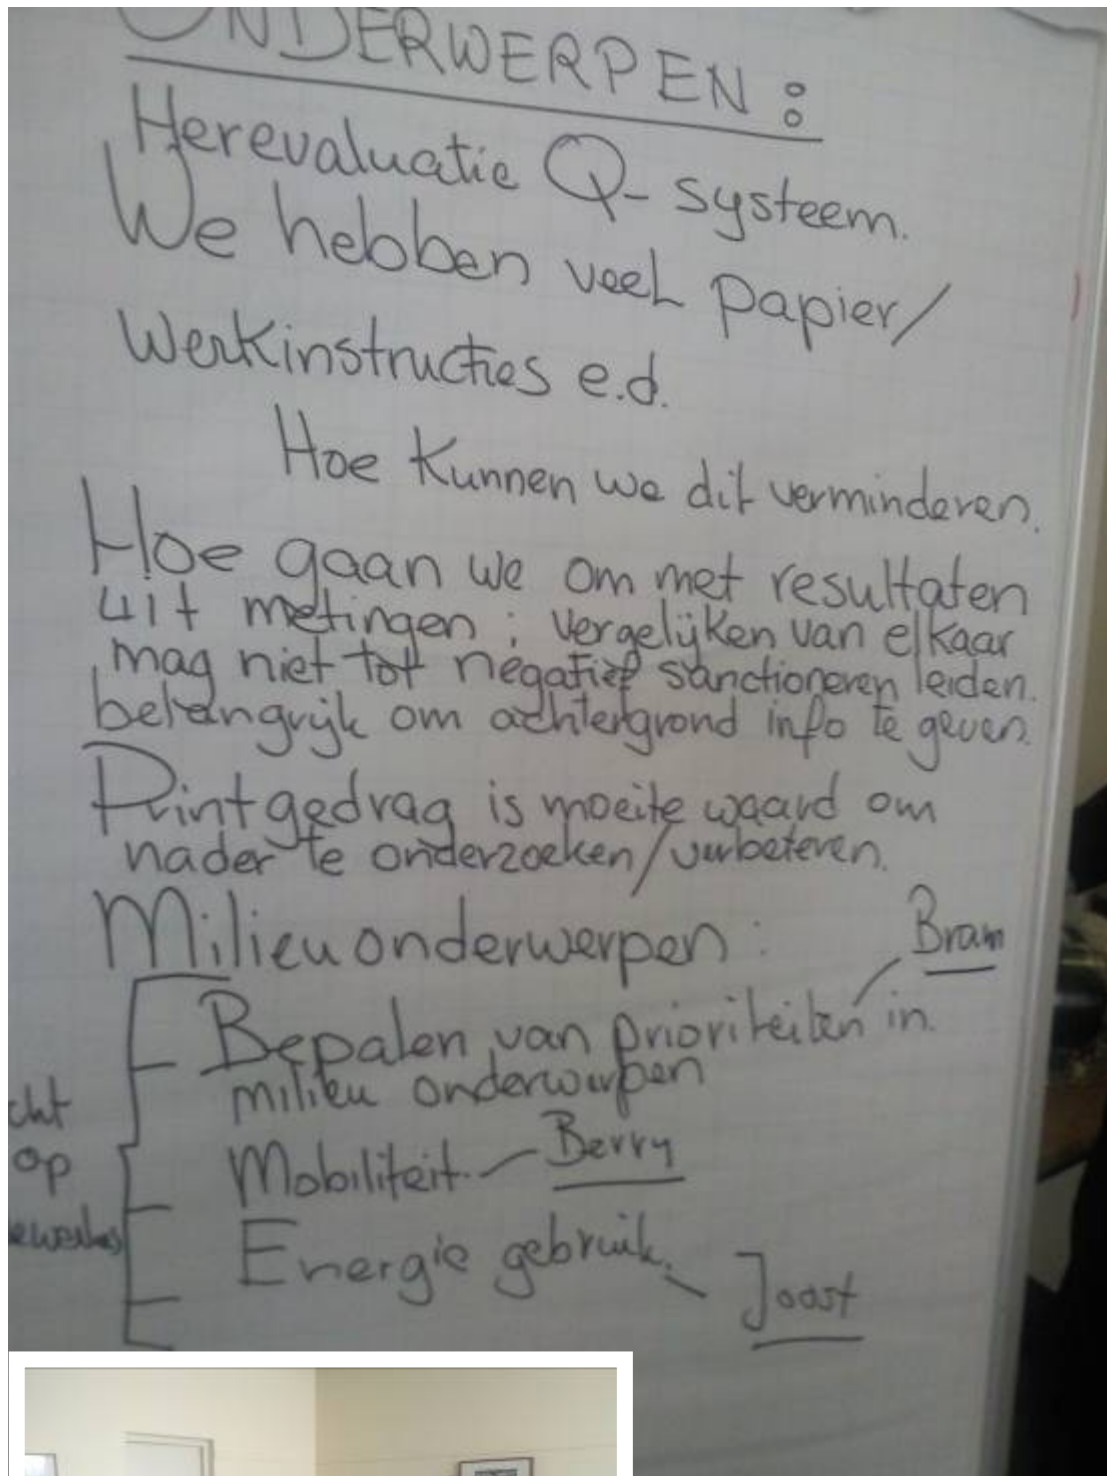 ONDERWERPEN:
Herevaluatie Q-systeem.
We hebben veel papier/
Werkinstructies e.d.
Hoe kunnen we dit verminderen.
Hoe gaan we om met resultaten
uit metingen; vergelijken van elkaar
mag niet tot negatief sanctioneren leiden.
belangrijk om achtergrond info te geven.
Printgedrag is moeite waard om
nader te onderzoeken/verbeteren.
Milieuonderwerpen:
Bram
Bepalen van prioriteiten in
milieu onderwerpen
op
Mobiliteit - Berry
Energie gebruik. - Joost